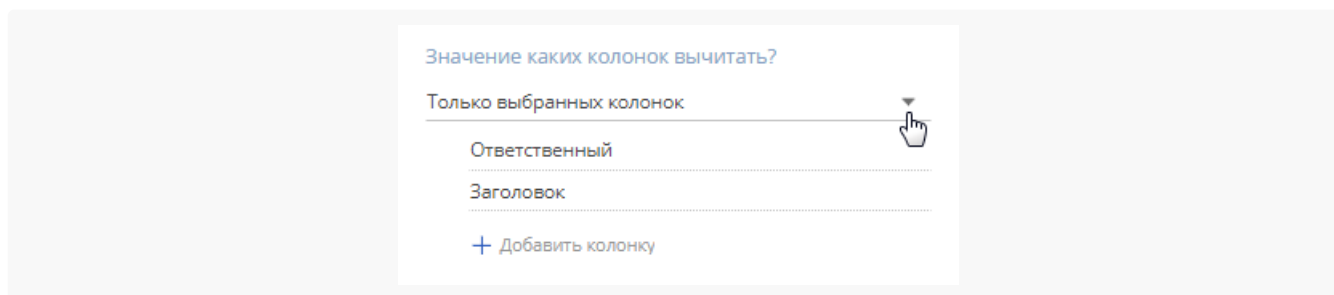 Значение каких колонок вычитать?
Только выбранных колонок
Ответственный
Заголовок
Добавить колонку